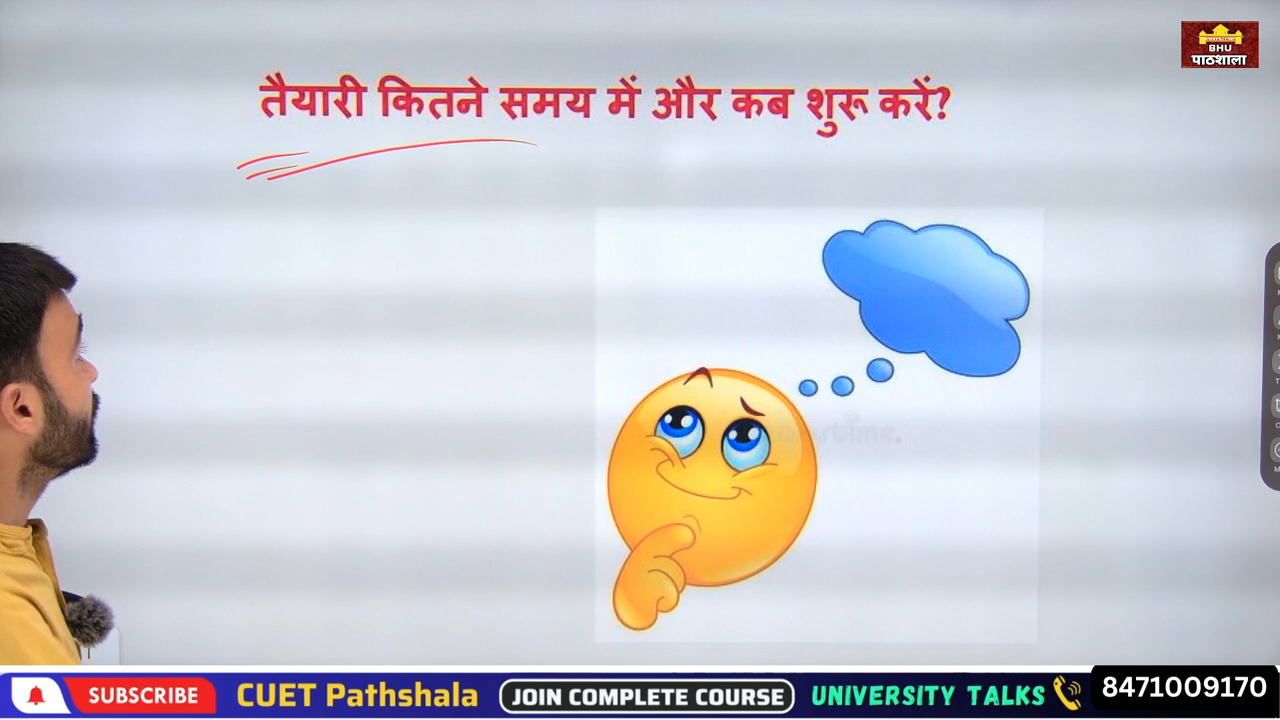 BHU
पाठशाला
तैयारी कितने समय में और कब शुरू करें?
SUBSCRIBE
CUET Pathshala
JOIN COMPLETE COURSE
UNIVERSITY TALKS
8471009170